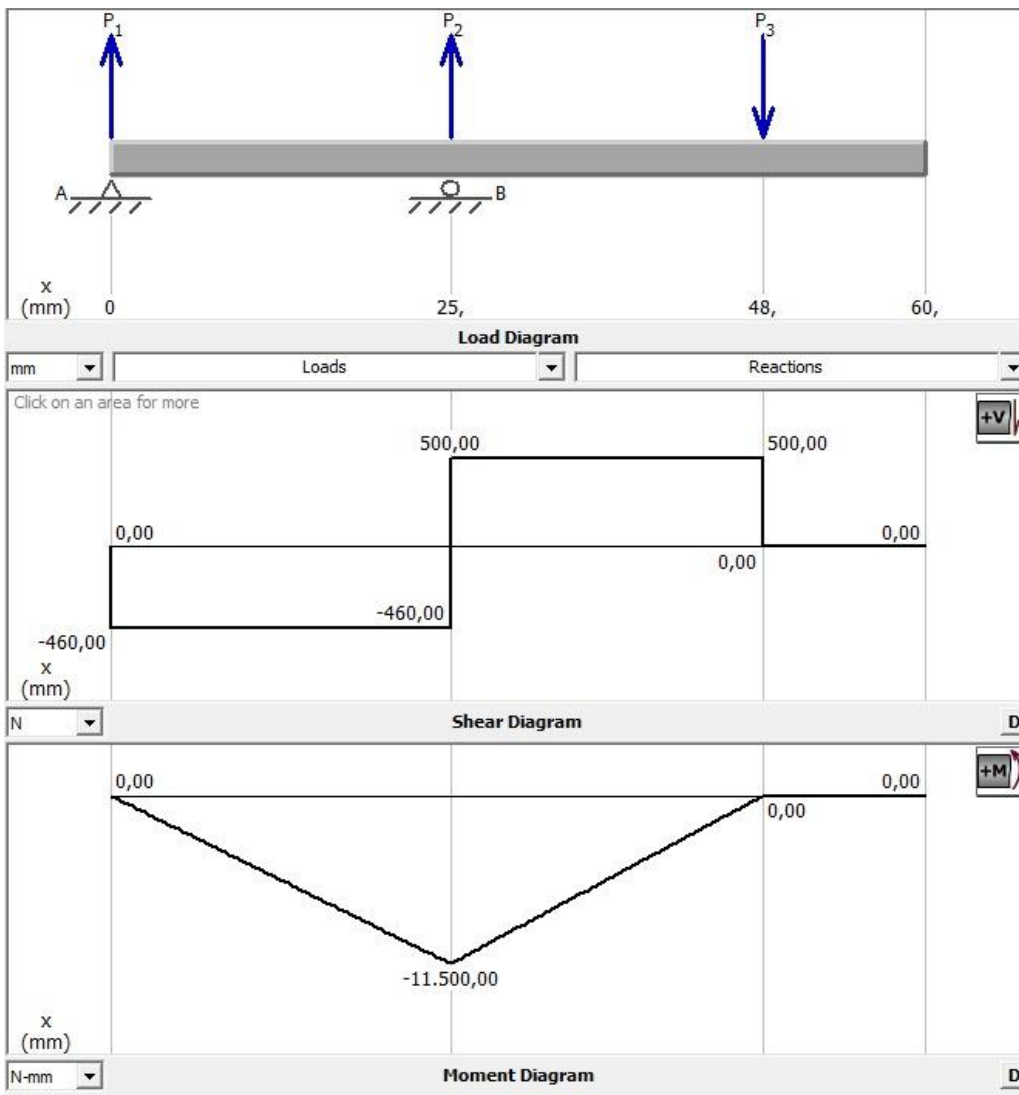 P1 P2 P3
A B
x
(mm) 0 25, 48, 60,
Load Diagram
mm Loads Reactions
Click on an area for more
+V
500,00 500,00
0,00 0,00
0,00
-460,00
-460,00
x
(mm)
N Shear Diagram D
+M
0,00 0,00
0,00
-11.500,00
x
(mm)
N-mm Moment Diagram D